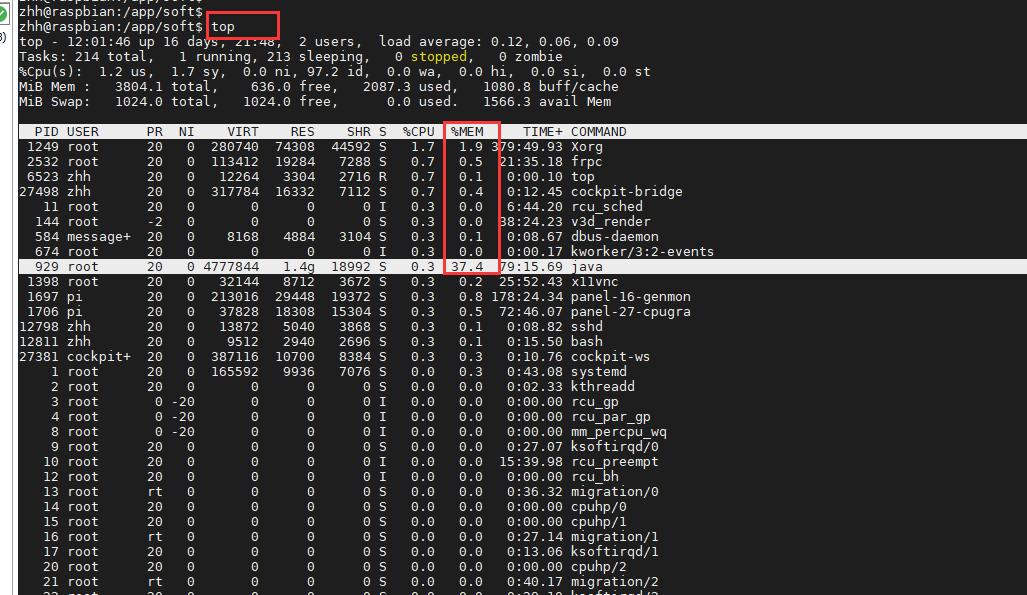 zhh@raspbian:/app/soft$
zhh@raspbian:/app/soft$
zhh@raspbian:/app/soft$ top
top - 12:01:46 up 16 days, 21:48,  2 users,  load average: 0.12, 0.06, 0.09
Tasks: 214 total,   1 running, 213 sleeping,   0 stopped,   0 zombie
%Cpu(s):  1.2 us,  1.7 sy,  0.0 ni, 97.2 id,  0.0 wa,  0.0 hi,  0.0 si,  0.0 st
MiB Mem :   3804.1 total,    636.0 free,   2087.3 used,   1080.8 buff/cache
MiB Swap:   1024.0 total,   1024.0 free,      0.0 used.   1566.3 avail Mem
PID USER      PR  NI    VIRT    RES    SHR S  %CPU  %MEM     TIME+ COMMAND
1249 root      20   0  280740  74308  44592 S   1.7   1.9 379:49.93 Xorg
2532 root      20   0  113412  19284   7288 S   0.7   0.5  21:35.18 frpc
6523 zhh       20   0   12264   3304   2716 R   0.7   0.1   0:00.10 top
27498 zhh       20   0  317784  16332   7112 S   0.7   0.4   0:12.45 cockpit-bridge
11 root      20   0       0      0      0 I   0.3   0.0   6:44.20 rcu_sched
144 root      -2   0       0      0      0 S   0.3   0.0  38:24.23 v3d_render
584 message+  20   0    8168   4884   3104 S   0.3   0.1   0:08.67 dbus-daemon
674 root      20   0       0      0      0 I   0.3   0.0   0:00.17 kworker/3:2-events
929 root      20   0 4777844   1.4g  18992 S   0.3  37.4  79:15.69 java
1398 root      20   0   32144   8712   3672 S   0.3   0.2  25:52.43 x11vnc
1697 pi        20   0  213016  29448  19372 S   0.3   0.8 178:24.34 panel-16-genmon
1706 pi        20   0   37828  18308  15304 S   0.3   0.5  72:46.07 panel-27-cpugra
12798 zhh       20   0   13872   5040   3868 S   0.3   0.1   0:08.82 sshd
12811 zhh       20   0    9512   2940   2696 S   0.3   0.1   0:15.50 bash
27381 cockpit+  20   0  387116  10700   8384 S   0.3   0.3   0:10.76 cockpit-ws
1 root      20   0  165592   9936   7076 S   0.0   0.3   0:43.08 systemd
2 root      20   0       0      0      0 S   0.0   0.0   0:02.33 kthreadd
3 root       0 -20       0      0      0 I   0.0   0.0   0:00.00 rcu_gp
4 root       0 -20       0      0      0 I   0.0   0.0   0:00.00 rcu_par_gp
8 root       0 -20       0      0      0 I   0.0   0.0   0:00.00 mm_percpu_wq
9 root      20   0       0      0      0 S   0.0   0.0   0:27.07 ksoftirqd/0
10 root      20   0       0      0      0 I   0.0   0.0  15:39.98 rcu_preempt
12 root      20   0       0      0      0 I   0.0   0.0   0:00.00 rcu_bh
13 root      rt   0       0      0      0 S   0.0   0.0   0:36.32 migration/0
14 root      20   0       0      0      0 S   0.0   0.0   0:00.00 cpuhp/0
15 root      20   0       0      0      0 S   0.0   0.0   0:00.00 cpuhp/1
16 root      rt   0       0      0      0 S   0.0   0.0   0:27.14 migration/1
17 root      20   0       0      0      0 S   0.0   0.0   0:13.06 ksoftirqd/1
20 root      20   0       0      0      0 S   0.0   0.0   0:00.00 cpuhp/2
21 root      rt   0       0      0      0 S   0.0   0.0   0:40.17 migration/2